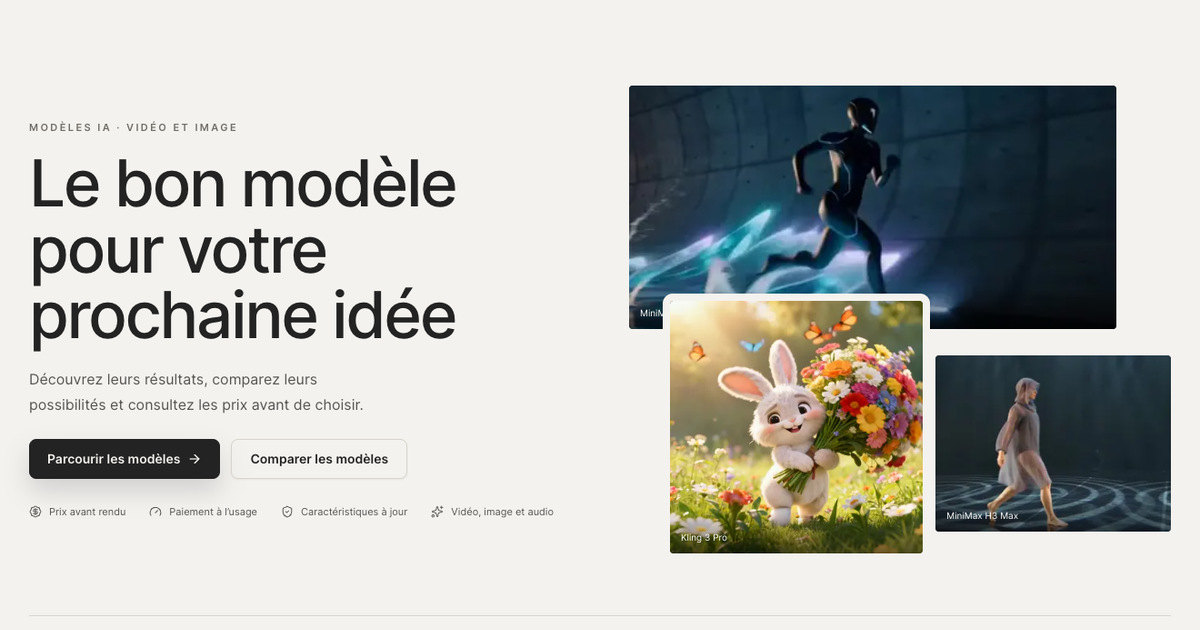 MODÈLES IA · VIDÉO ET IMAGE
Le bon modèle
pour votre
prochaine idée
Découvrez leurs résultats, comparez leurs
possibilités et consultez les prix avant de choisir.
Parcourir les modèles
Comparer les modèles
Prix avant rendu
Paiement à l’usage
Caractéristiques à jour
Vidéo, image et audio
Kling 3 Pro
MiniMax H3 Max